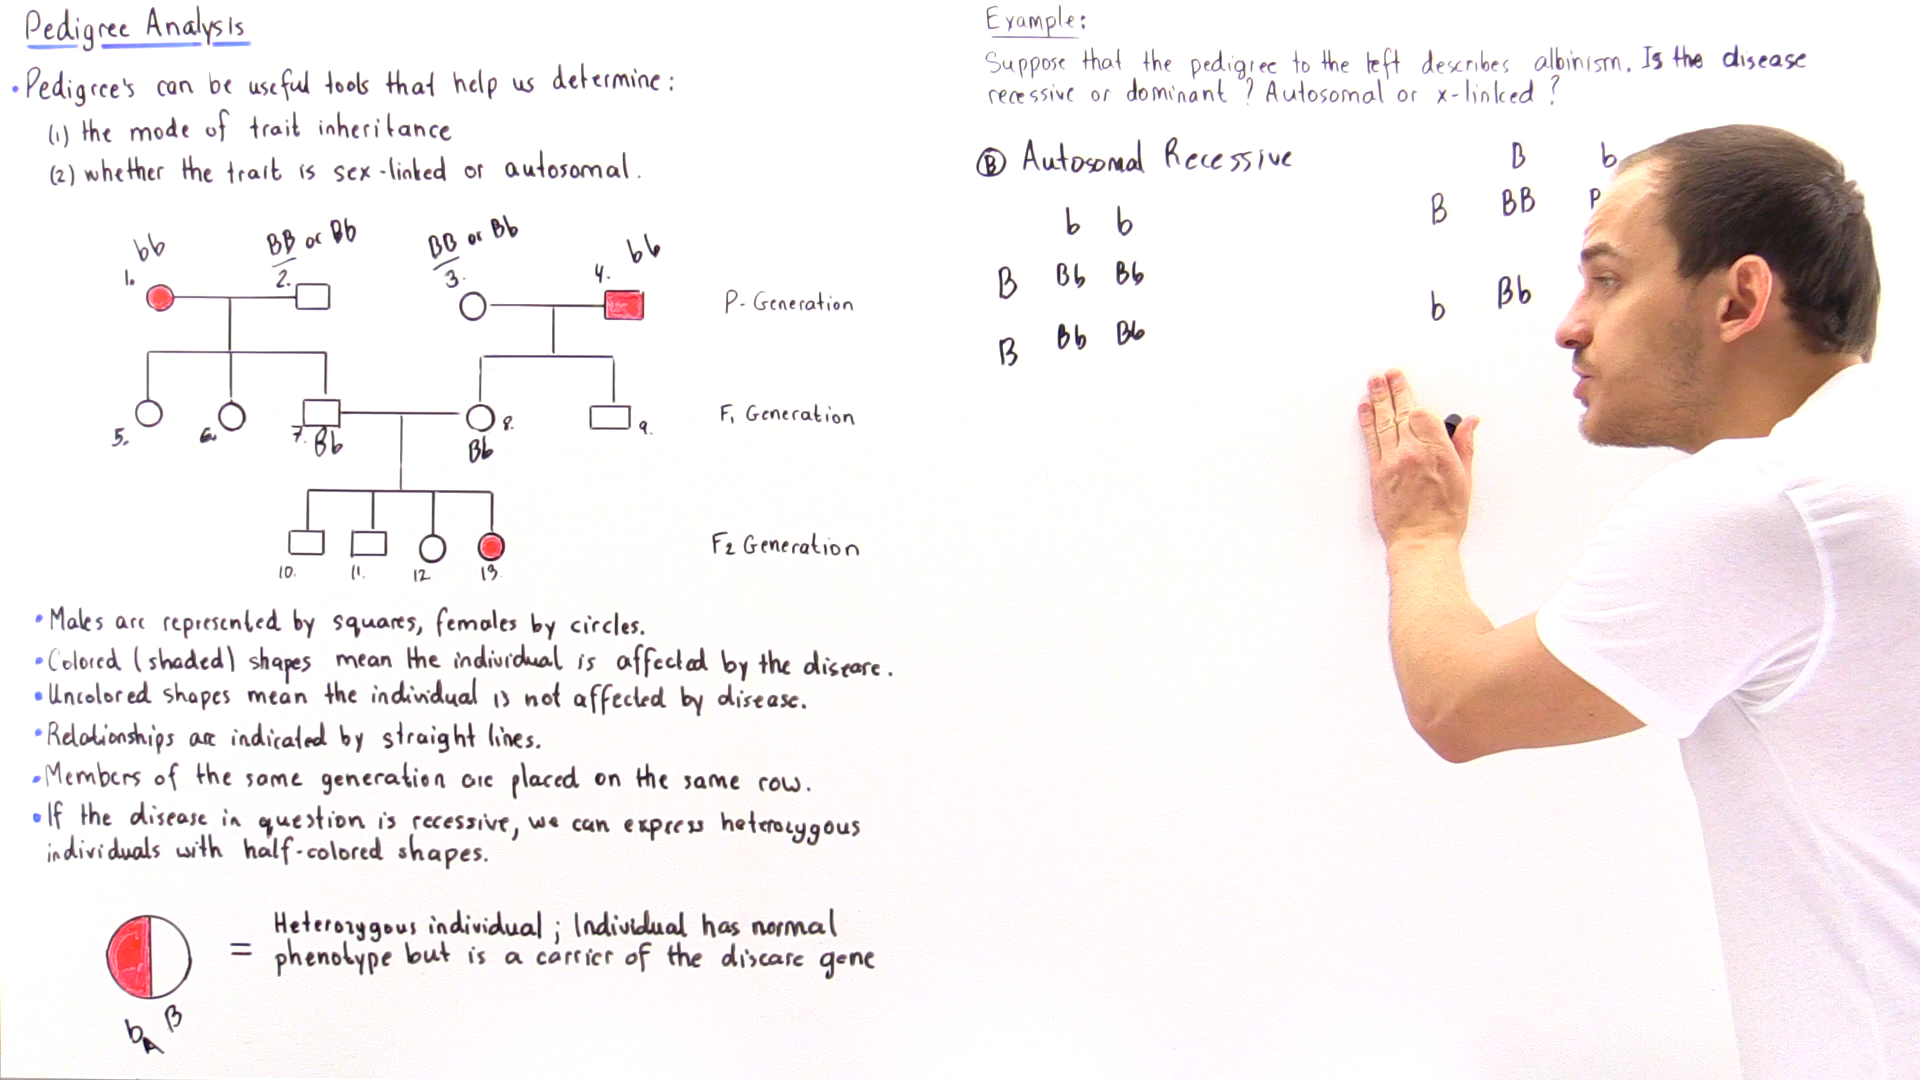 Pedigree Analysis
• Pedigree's can be useful tools that help us determine:
(1) the mode of trait inheritance
(2) whether the trait is sex-linked or autosomal.
bb
BB or Bb
BB or Bb
bb
1.
2.
3.
4.
P-Generation
5.
6.
7.
Bb
8.
Bb
9.
F1 Generation
10.
11.
12
13
F2 Generation
• Males are represented by squares, females by circles.
• Colored (shaded) shapes mean the individual is affected by the disease.
• Uncolored shapes mean the individual is not affected by disease.
• Relationships are indicated by straight lines.
• Members of the same generation are placed on the same row.
• If the disease in question is recessive, we can express heterozygous
individuals with half-colored shapes.
= Heterozygous individual; Individual has normal
phenotype but is a carrier of the disease gene
b B
A
Example:
Suppose that the pedigree to the left describes albinism. Is the disease
recessive or dominant? Autosomal or x-linked?
(B) Autosomal Recessive
b b
B Bb Bb
B Bb Bb
B b
B BB
b Bb